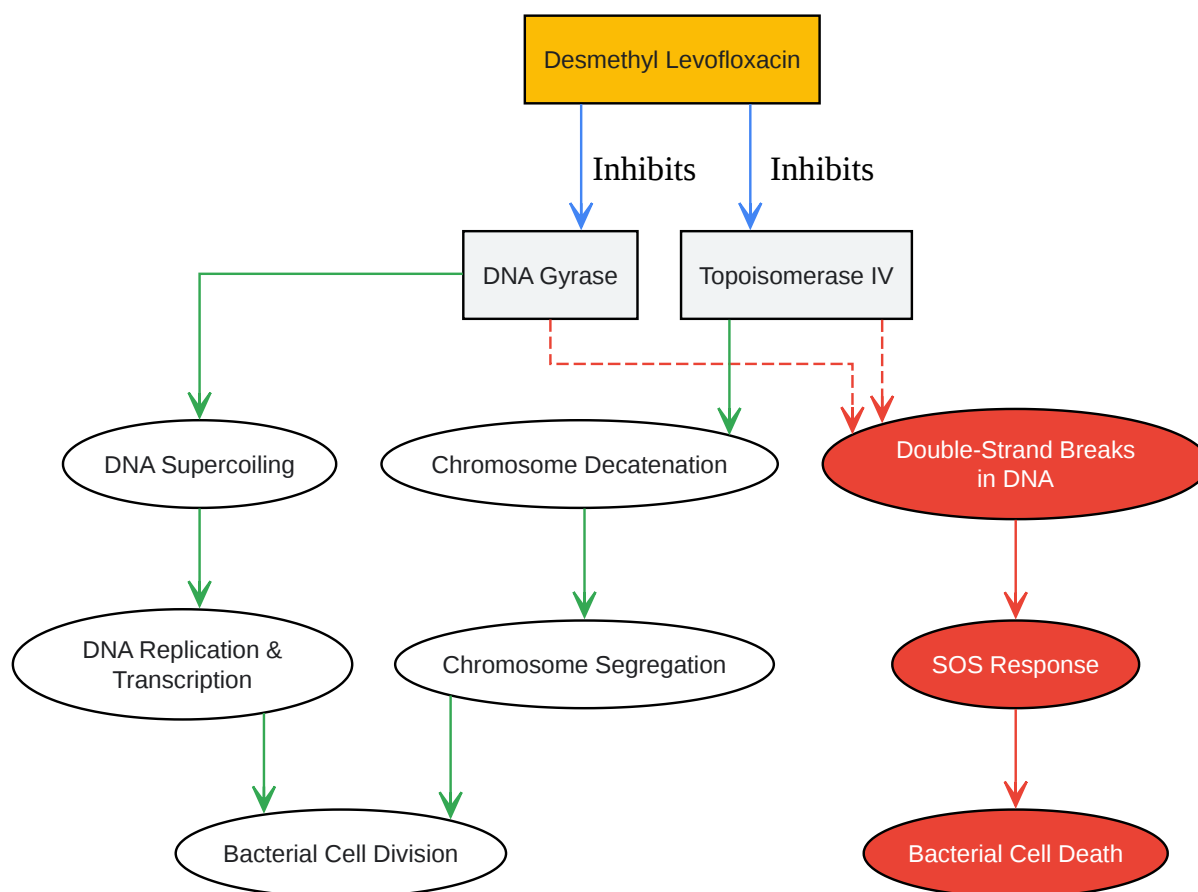 Desmethyl Levofloxacin
Inhibits
Inhibits
DNA Gyrase
Topoisomerase IV
DNA Supercoiling
Chromosome Decatenation
Double-Strand Breaks
in DNA
DNA Replication &
Transcription
Chromosome Segregation
SOS Response
Bacterial Cell Division
Bacterial Cell Death